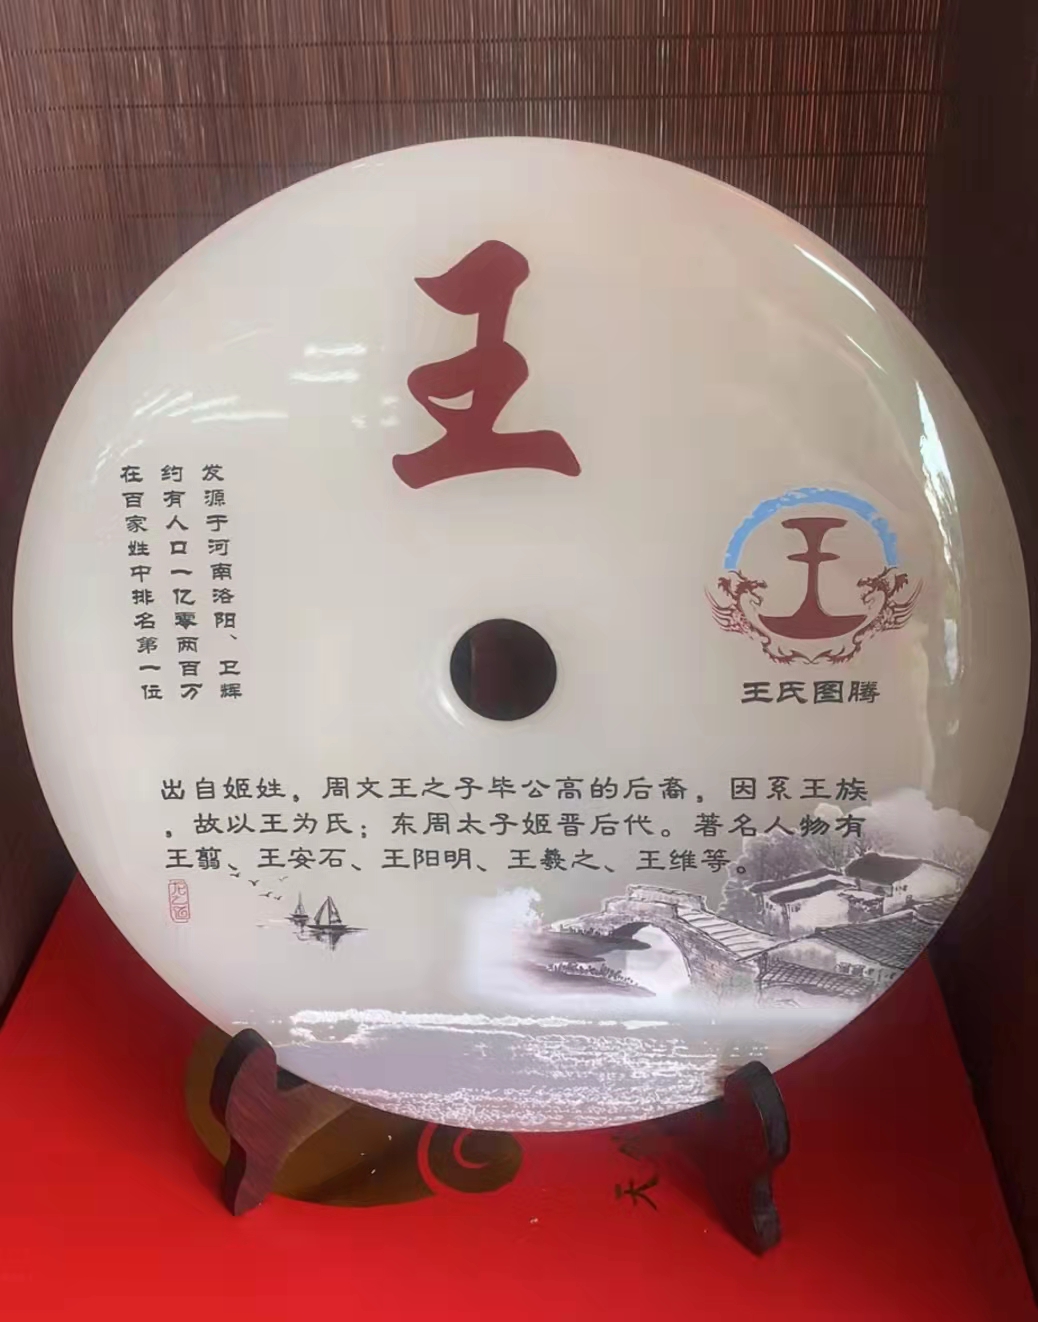 王
发源于河南洛阳、卫辉
约有人口一亿零两百万
在百家姓中排名第一位
王
王氏图腾
出自姬姓，周文王之子毕公高的后裔，因系王族
，故以王为氏；东周太子姬晋后代。著名人物有
王翦、王安石、王阳明、王羲之、王维等。
天